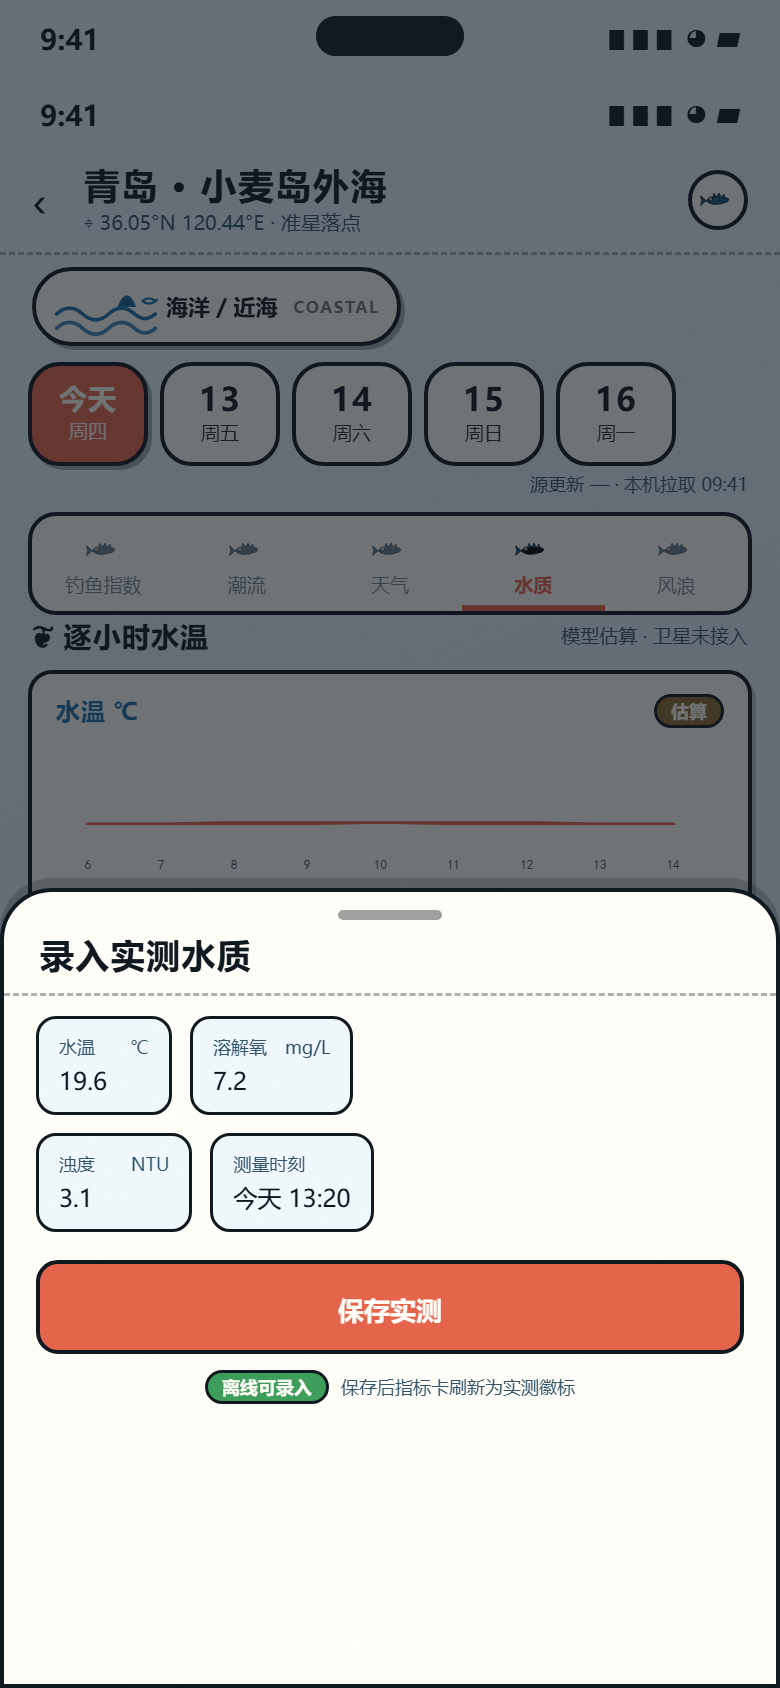 9:41
9:41
‹ 青岛 · 小麦岛外海
⌖ 36.05°N 120.44°E · 准星落点
海洋 / 近海 COASTAL
今天 13 14 15 16
周四 周五 周六 周日 周一
源更新 — · 本机拉取 09:41
钓鱼指数 潮流 天气 水质 风浪
❦ 逐小时水温 模型估算 · 卫星未接入
水温 ℃ 估算
6 7 8 9 10 11 12 13 14
录入实测水质
水温 ℃ 溶解氧 mg/L
19.6 7.2
浊度 NTU 测量时刻
3.1 今天 13:20
保存实测
离线可录入 保存后指标卡刷新为实测徽标